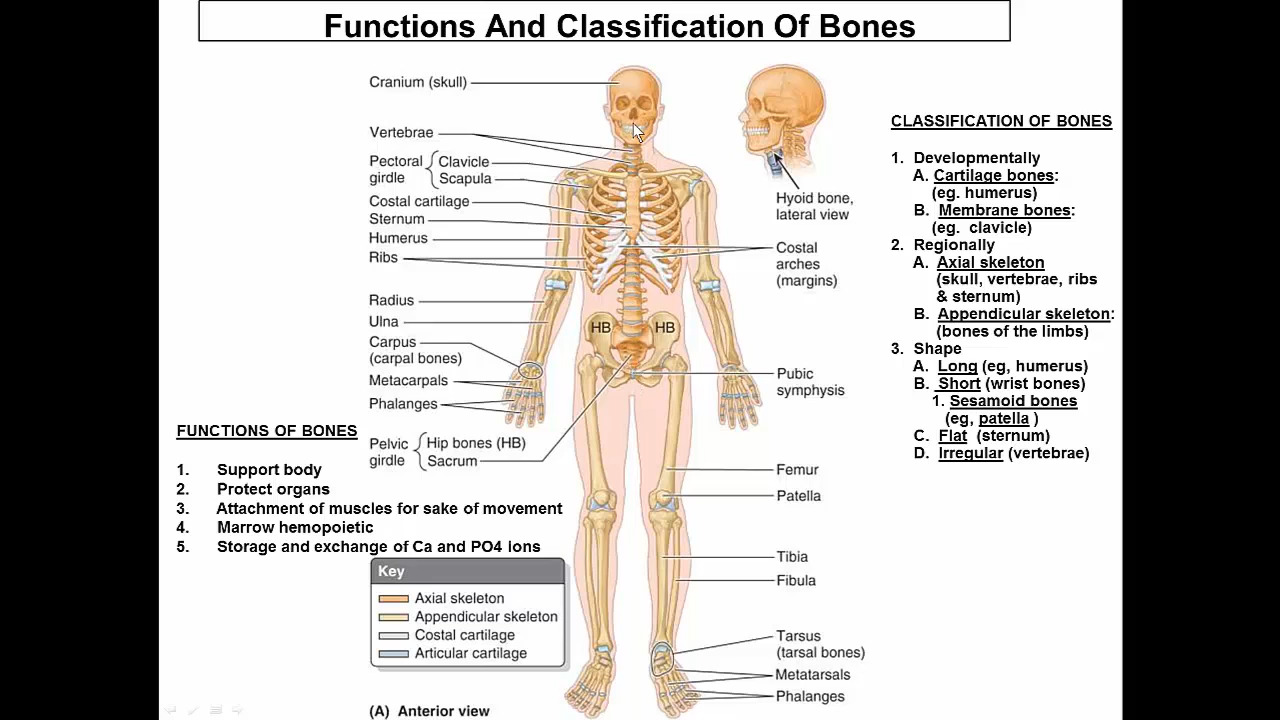 Functions And Classification Of Bones
Cranium (skull)
Vertebrae
Pectoral
girdle
Clavicle
Scapula
Costal cartilage
Sternum
Humerus
Ribs
Radius
Ulna
Carpus
(carpal bones)
Metacarpals
Phalanges
Pelvic
girdle
Hip bones (HB)
Sacrum
HB
HB
Hyoid bone,
lateral view
Costal
arches
(margins)
Pubic
symphysis
Femur
Patella
Tibia
Fibula
Tarsus
(tarsal bones)
Metatarsals
Phalanges
FUNCTIONS OF BONES
1. Support body
2. Protect organs
3. Attachment of muscles for sake of movement
4. Marrow hemopoietic
5. Storage and exchange of Ca and PO4 Ions
Key
Axial skeleton
Appendicular skeleton
Costal cartilage
Articular cartilage
(A) Anterior view
CLASSIFICATION OF BONES
1. Developmentally
A. Cartilage bones:
(eg. humerus)
B. Membrane bones:
(eg. clavicle)
2. Regionally
A. Axial skeleton
(skull, vertebrae, ribs
& sternum)
B. Appendicular skeleton:
(bones of the limbs)
3. Shape
A. Long (eg, humerus)
B. Short (wrist bones)
1. Sesamoid bones
(eg, patella )
C. Flat (sternum)
D. Irregular (vertebrae)